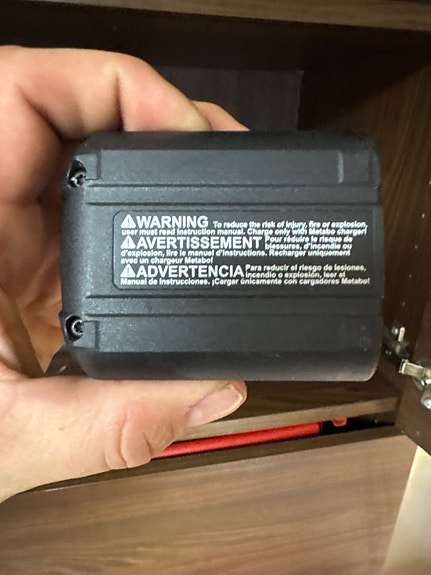 ⚠WARNING To reduce the risk of injury, fire or explosion,
user must read instruction manual. Charge only with Metabo charger!
⚠AVERTISSEMENT Pour réduire le risque de
blessures, d'incendie ou
d'explosion, lire le manuel d'instructions. Recharger uniquement
avec un chargeur Metabo!
⚠ADVERTENCIA Para reducir el riesgo de lesiones,
incendio o explosión, leer el
Manual de Instrucciones. ¡Cargar únicamente con cargadores Metabo!